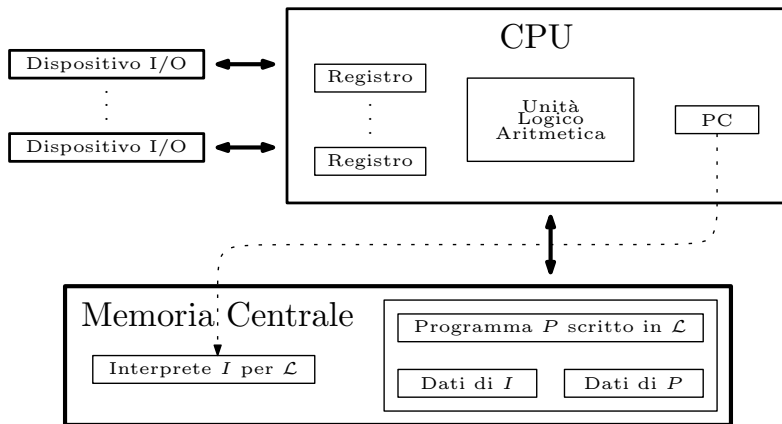 CPU
Dispositivo I/O
Registro
Unità
Logico
Aritmetica
PC
Dispositivo I/O
Registro
Memoria Centrale
Programma P scritto in ℒ
Interprete I per ℒ
Dati di I
Dati di P